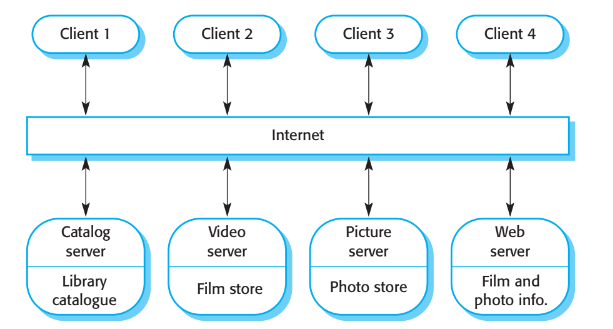 Client 1
Client 2
Client 3
Client 4
Internet
Catalog
server
Library
catalogue
Video
server
Film store
Picture
server
Photo store
Web
server
Film and
photo info.